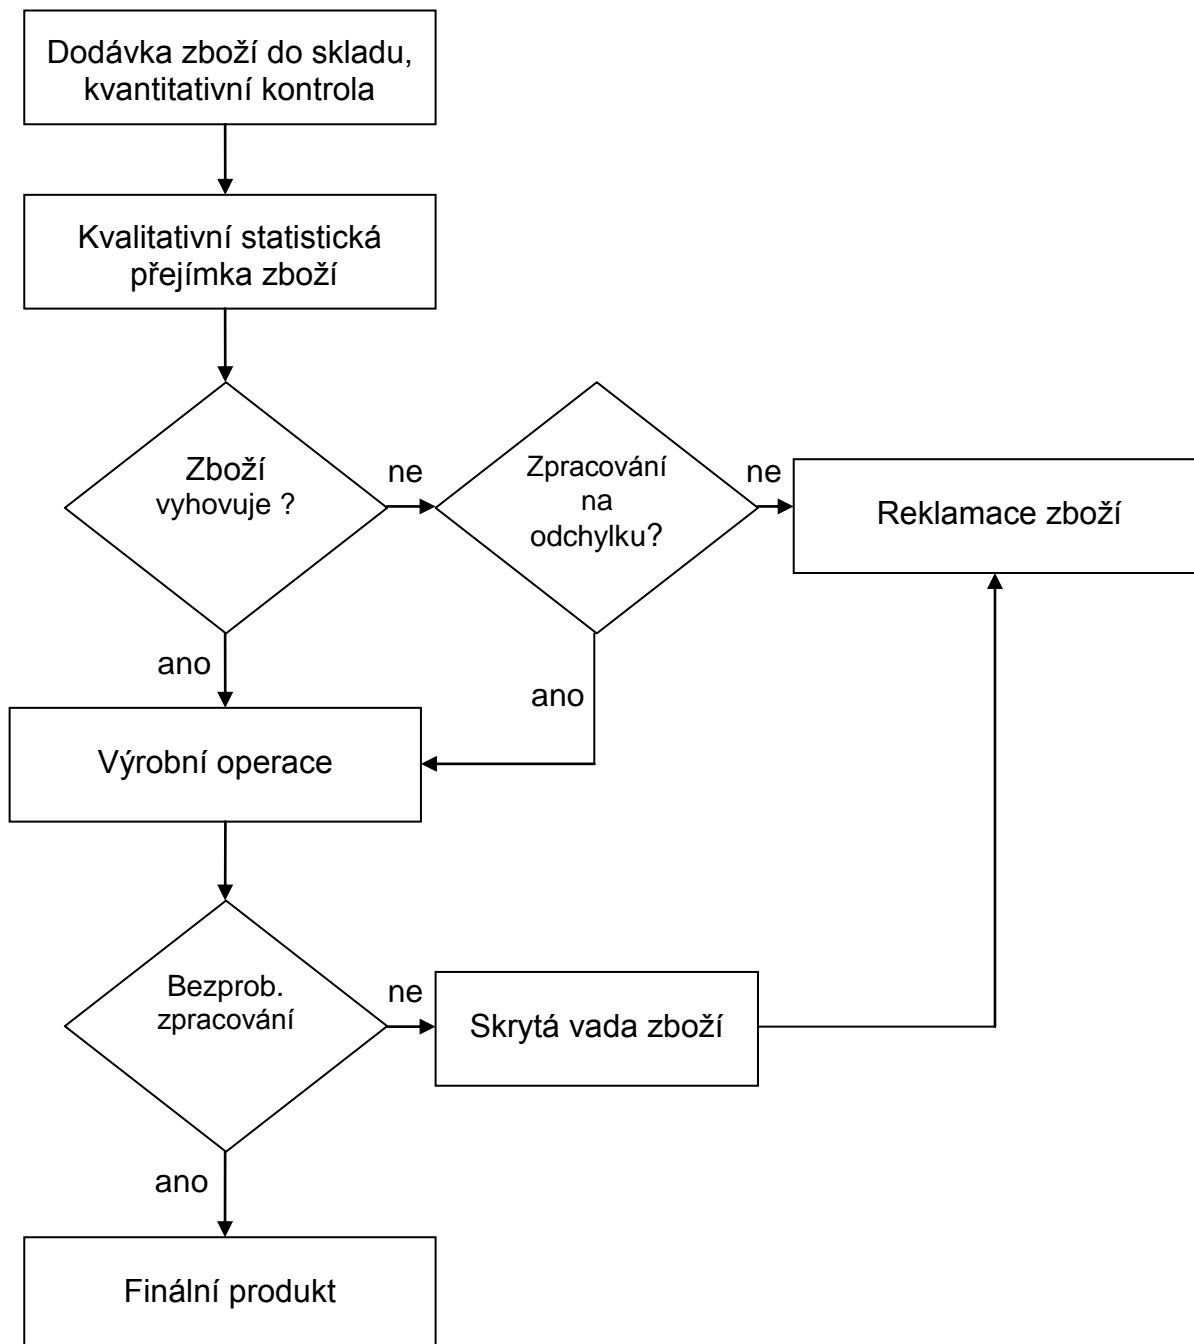 Dodávka zboží do skladu,
kvantitativní kontrola
Kvalitativní statistická
přejímka zboží
Zboží
vyhovuje ?
ne
Zpracování
na
odchylku?
ne
Reklamace zboží
ano
ano
Výrobní operace
Bezprob.
zpracování
ne
Skrytá vada zboží
ano
Finální produkt